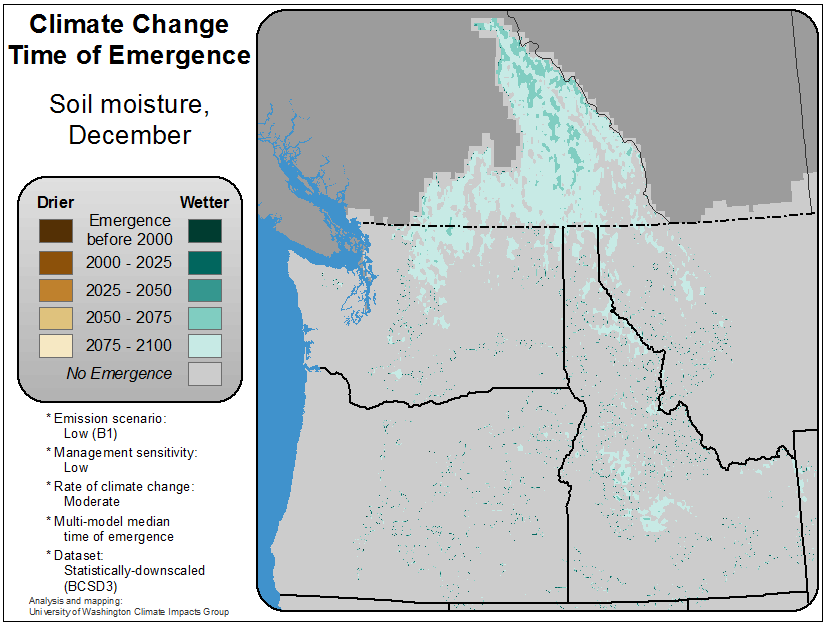 Climate Change
Time of Emergence
Soil moisture,
December
Drier
Wetter
Emergence
before 2000
2000 - 2025
2025 - 2050
2050 - 2075
2075 - 2100
No Emergence
* Emission scenario:
Low (B1)
* Management sensitivity:
Low
* Rate of climate change:
Moderate
* Multi-model median
time of emergence
* Dataset:
Statistically-downscaled
(BCSD3)
Analysis and mapping:
University of Washington Climate Impacts Group